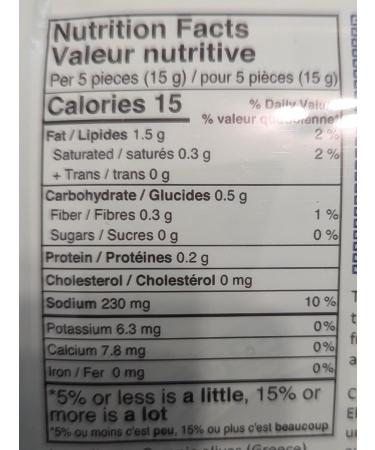 Nutrition Facts
Valeur nutritive
Per 5 pieces (15 g) / pour 5 pièces (15 g)
Calories 15
% Daily Valu
% valeur
Fat / Lipides 1.5 g 2 %
Saturated / saturés 0.3 g 2 %
+ Trans / trans 0 g
Carbohydrate / Glucides 0.5 g
Fiber / Fibres 0.3 g 1 %
Sugars / Sucres 0 g 0 %
Protein / Protéines 0.2 g
Cholesterol / Cholestérol 0 mg
Sodium 230 mg 10 %
Potassium 6.3 mg 0%
Calcium 7.8 mg 0%
Iron / Fer 0 mg 0%
*5% or less is a little, 15% or
more is a lot
*5% ou moins c'est peu, 15% ou plus c'est beaucoup